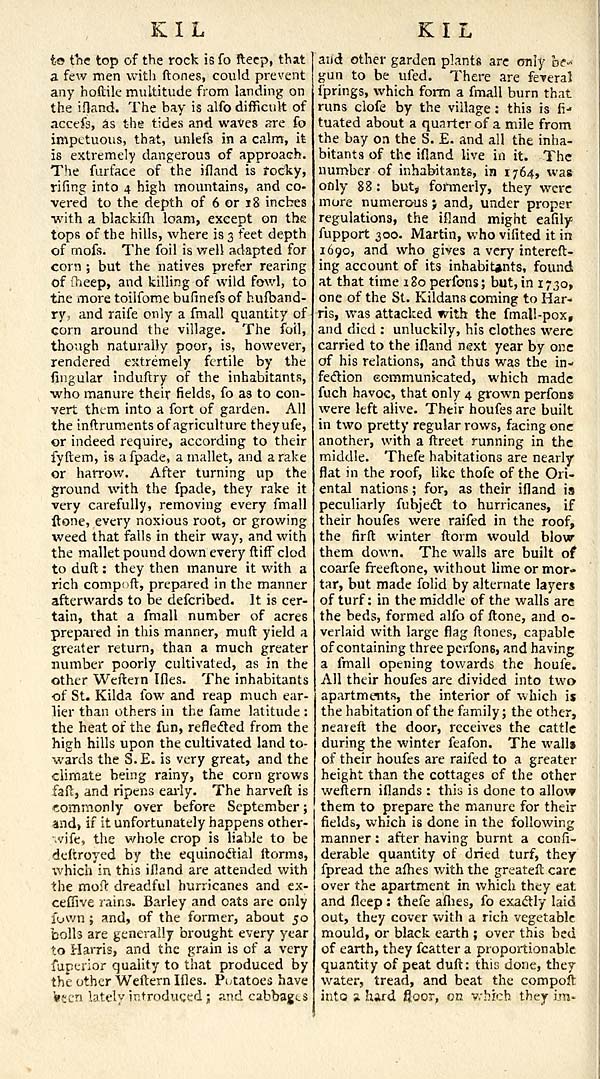 KIL
KIL
to the top of the rock is ſo ſteep, that
a few men with ſtones, could prevent
any hoſtile multitude from landing on
the iſland. The bay is alſo difficult of
acceſs, as the tides and waves are ſo
impetuous, that, unleſs in a calm, it
is extremely dangerous of approach.
The ſurface of the iſland is rocky,
riſing into 4 high mountains, and co-
vered to the depth of 6 or 18 inches
with a blackiſh loam, except on the
tops of the hills, where is 3 feet depth
of moſs. The ſoil is well adapted for
corn; but the natives prefer rearing
of ſheep, and killing of wild fowl, to
the more toilſome buſineſs of huſband-
ry, and raiſe only a ſmall quantity of
corn around the village. The ſoil,
though naturally poor, is, however,
rendered extremely fertile by the
ſingular induſtry of the inhabitants,
who manure their fields, ſo as to con-
vert them into a ſort of garden. All
the inſtruments of agriculture they uſe,
or indeed require, according to their
ſyſtem, is a ſpade, a mallet, and a rake
or harrow. After turning up the
ground with the ſpade, they rake it
very carefully, removing every ſmall
ſtone, every noxious root, or growing
weed that falls in their way, and with
the mallet pound down every ſtiff clod
to duſt: they then manure it with a
rich compoſt, prepared in the manner
afterwards to be deſcribed. It is cer-
tain, that a ſmall number of acres
prepared in this manner, muſt yield a
greater return, than a much greater
number poorly cultivated, as in the
other Weſtern Iſles. The inhabitants
of St. Kilda ſow and reap much ear-
lier than others in the ſame latitude:
the heat of the ſun, reflected from the
high hills upon the cultivated land to-
wards the S. E. is very great, and the
climate being rainy, the corn grows
faſt, and ripens early. The harveſt is
commonly over before September;
and, if it unfortunately happens other-
wiſe, the whole crop is liable to be
deſtroyed by the equinoctial ſtorms,
which in this iſland are attended with
the moſt dreadful hurricanes and ex-
ceſſive rains. Barley and oats are only
ſown; and, of the former, about 50
bolls are generally brought every year
to Harris, and the grain is of a very
ſuperior quality to that produced by
the other Weſtern Iſles. Potatoes have
been lately introduced; and cabbages
and other garden plants are only be-
gun to be uſed. There are ſeveral
ſprings, which form a ſmall burn that
runs cloſe by the village: this is ſi-
tuated about a quarter of a mile from
the bay on the S. E. and all the inha-
bitants of the iſland live in it. The
number of inhabitants, in 1764, was
only 88: but, formerly, they were
more numerous; and, under proper
regulations, the iſland might eaſily
ſupport 300. Martin, who viſited it in
1690, and who gives a very intereſt-
ing account of its inhabitants, found
at that time 180 perſons; but, in 1730,
one of the St. Kildans coming to Har-
ris, was attacked with the ſmall-pox,
and died: unluckily, his clothes were
carried to the iſland next year by one
of his relations, and thus was the in-
fection communicated, which made
ſuch havoc, that only 4 grown perſons
were left alive. Their houſes are built
in two pretty regular rows, facing one
another, with a ſtreet running in the
middle. Theſe habitations are nearly
flat in the roof, like thoſe of the Ori-
ental nations; for, as their iſland is
peculiarly ſubject to hurricanes, if
their houſes were raiſed in the roof,
the firſt winter ſtorm would blow
them down. The walls are built of
coarſe freeſtone, without lime or mor-
tar, but made ſolid by alternate layers
of turf: in the middle of the walls are
the beds, formed alſo of ſtone, and o-
verlaid with large flag ſtones, capable
of containing three perſons, and having
a ſmall opening towards the houſe.
All their houſes are divided into two
apartments, the interior of which is
the habitation of the family; the other,
neareſt the door, receives the cattle
during the winter ſeaſon. The walls
of their houſes are raiſed to a greater
height than the cottages of the other
weſtern iſlands: this is done to allow
them to prepare the manure for their
fields, which is done in the following
manner: after having burnt a conſi-
derable quantity of dried turf, they
ſpread the aſhes with the greateſt care
over the apartment in which they eat
and ſleep: theſe aſhes, ſo exactly laid
out, they cover with a rich vegetable
mould, or black earth; over this bed
of earth, they ſcatter a proportionable
quantity of peat duſt: this done, they
water, tread, and beat the compoſt
into a hard floor, on which they im-